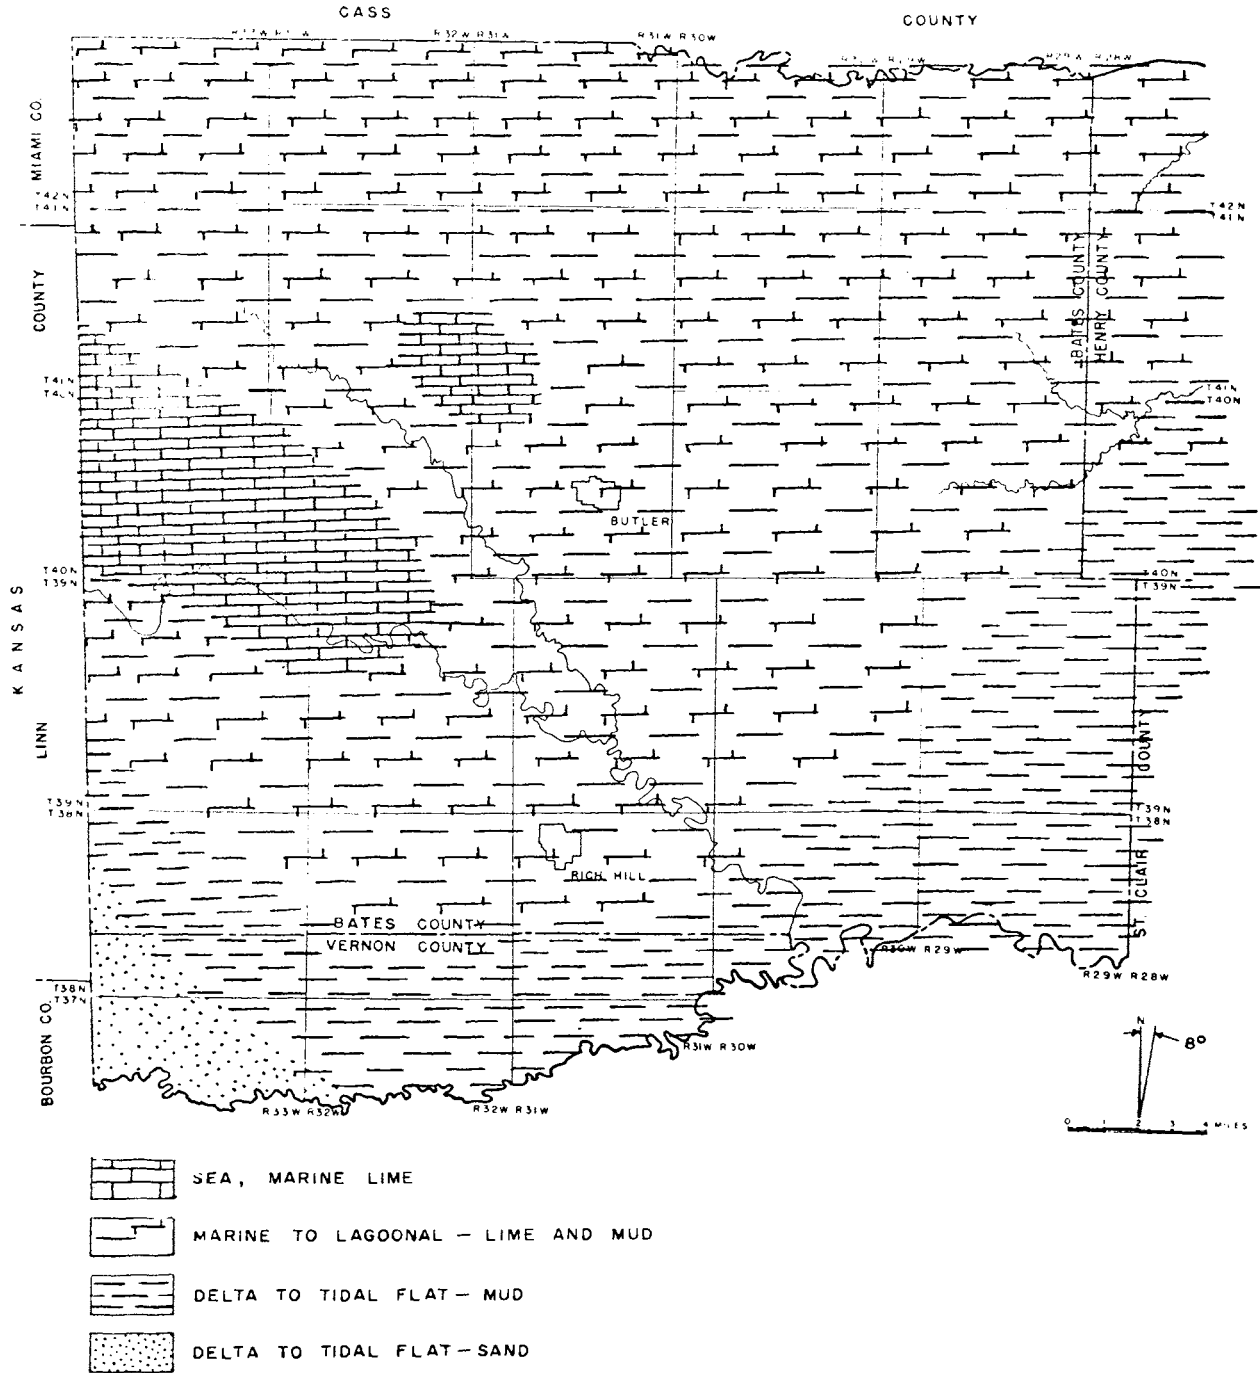 CASS
COUNTY
R32W R31W
R31W R30W
R29W R28W
MIAMI CO.
T42N
T41N
T42N
T41N
COUNTY
BATES COUNTY
HENRY COUNTY
T41N
T40N
T41N
T40N
BUTLER
T40N
T39N
T40N
T39N
KANSAS
LINN
COUNTY
T39N
T38N
T39N
T38N
RICH HILL
ST. CLAIR
BATES COUNTY
VERNON COUNTY
R30W R29W
R29W R28W
T38N
T37N
BOURBON CO.
R31W R30W
R33W R32W
R32W R31W
N
8°
0 1 2 3 4 MILES
SEA, MARINE LIME
MARINE TO LAGOONAL — LIME AND MUD
DELTA TO TIDAL FLAT — MUD
DELTA TO TIDAL FLAT — SAND